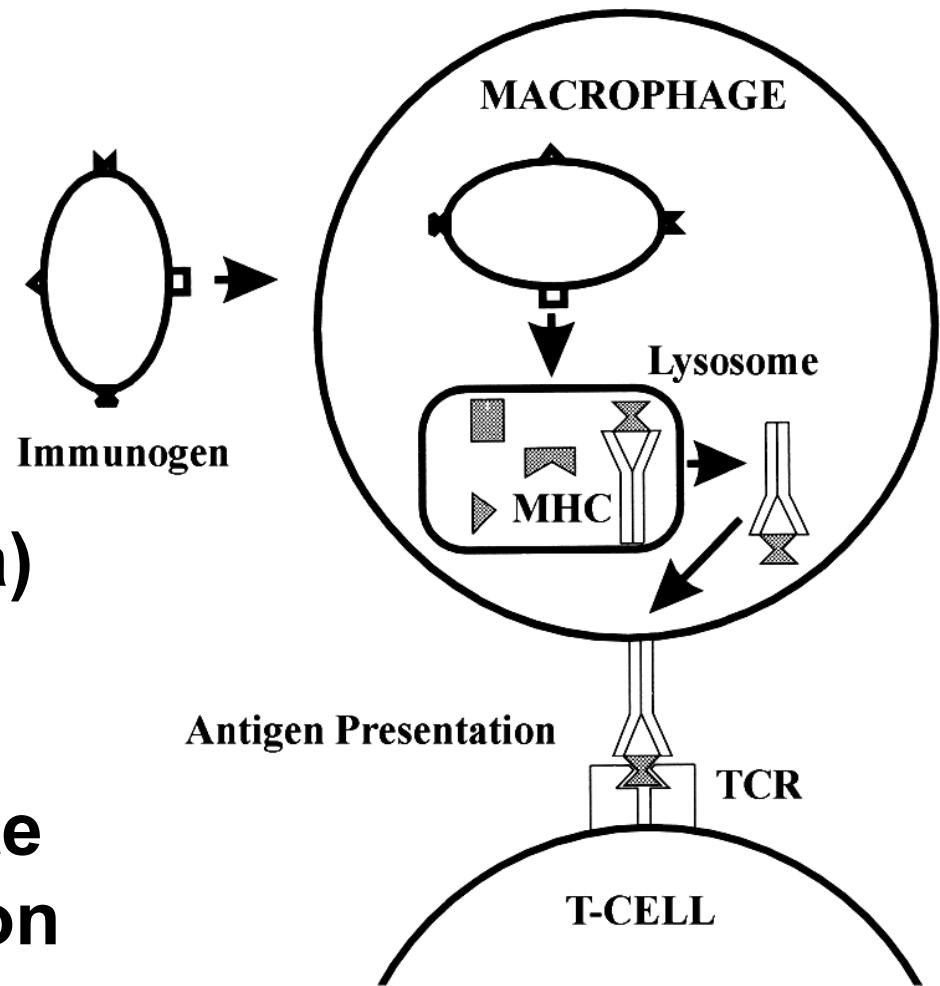 MACROPHAGE
Lysosome
Immunogen
MHC
Antigen Presentation
TCR
T-CELL